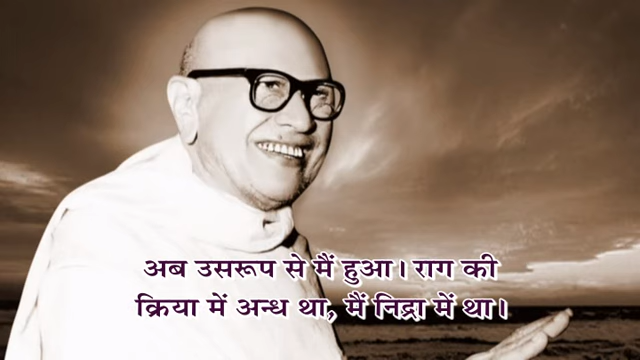 अब उसरूप से मैं हुआ। राग की
क्रिया में अन्ध था, मैं निद्रा में था।